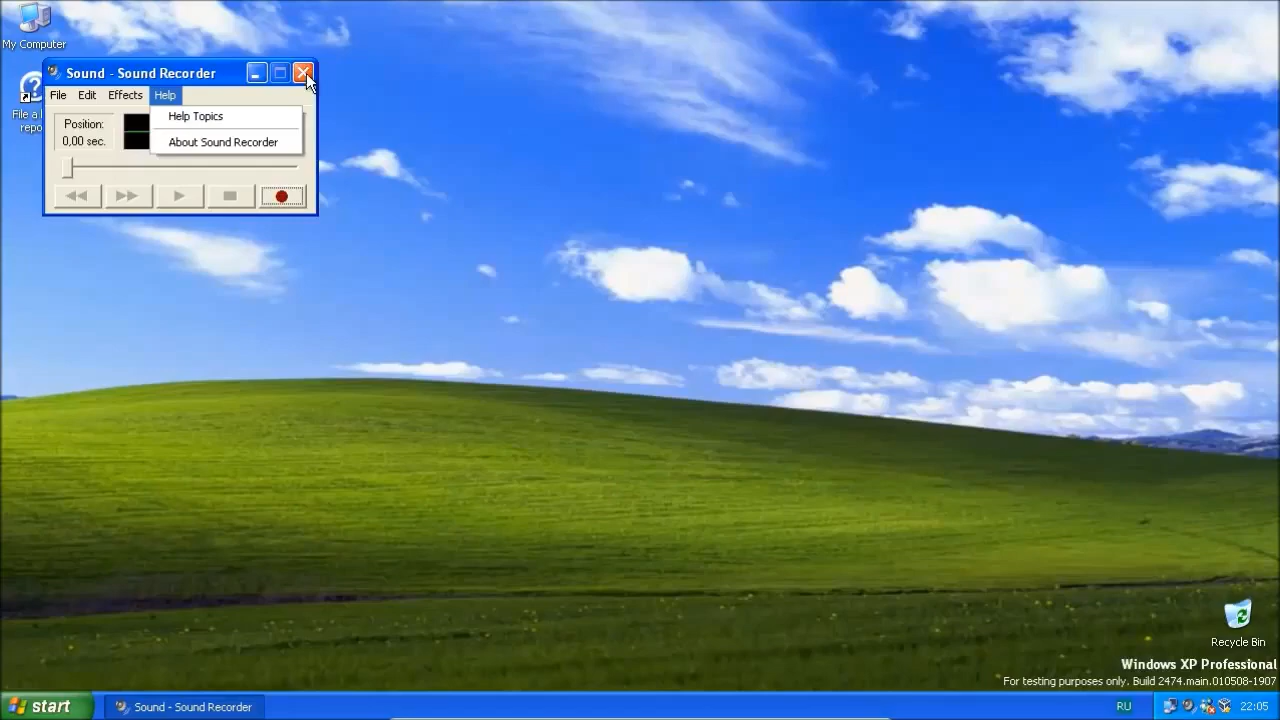 My Computer
Sound - Sound Recorder
File Edit Effects Help
Help Topics
About Sound Recorder
Position:
0,00 sec.
File a
repo
Recycle Bin
Windows XP Professional
For testing purposes only. Build 2474.main.010508-1907
start
Sound - Sound Recorder
RU
22:05